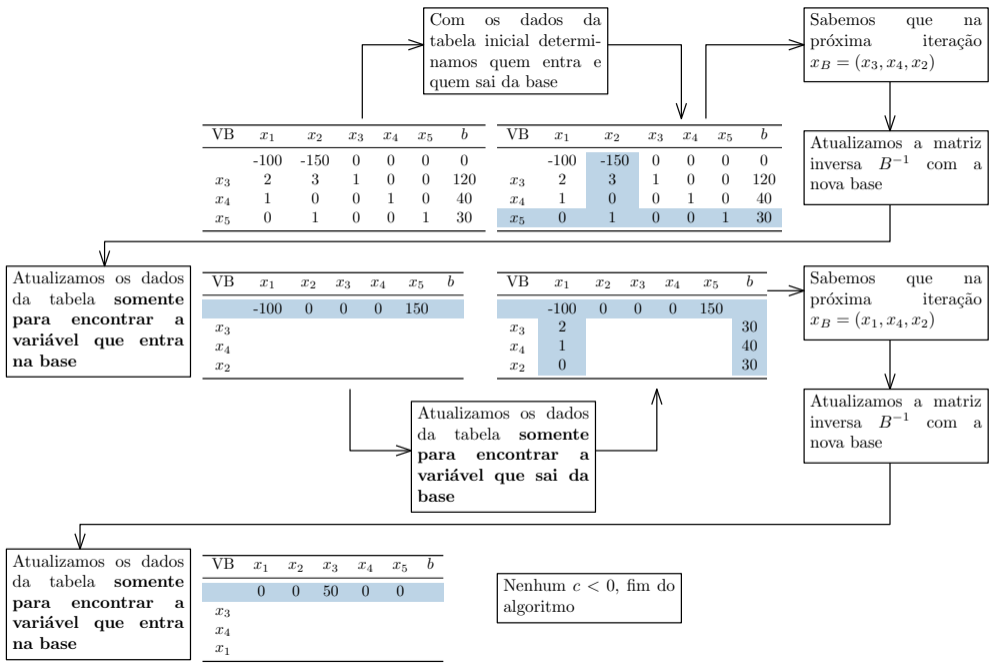 Com os dados da
tabela inicial determi-
namos quem entra e
quem sai da base
Sabemos que na
próxima iteração
x_B = (x_3, x_4, x_2)
VB x_1 x_2 x_3 x_4 x_5 b
-100 -150 0 0 0 0
x_3 2 3 1 0 0 120
x_4 1 0 0 1 0 40
x_5 0 1 0 0 1 30
VB x_1 x_2 x_3 x_4 x_5 b
-100 -150 0 0 0 0
x_3 2 3 1 0 0 120
x_4 1 0 0 1 0 40
x_5 0 1 0 0 1 30
Atualizamos a matriz
inversa B^{-1} com a
nova base
Atualizamos os dados
da tabela somente
para encontrar a
variável que entra
na base
VB x_1 x_2 x_3 x_4 x_5 b
-100 0 0 0 150
x_3
x_4
x_2
VB x_1 x_2 x_3 x_4 x_5 b
-100 0 0 0 150
x_3 2 30
x_4 1 40
x_2 0 30
Sabemos que na
próxima iteração
x_B = (x_1, x_4, x_2)
Atualizamos os dados
da tabela somente
para encontrar a
variável que sai da
base
Atualizamos a matriz
inversa B^{-1} com a
nova base
Atualizamos os dados
da tabela somente
para encontrar a
variável que entra
na base
VB x_1 x_2 x_3 x_4 x_5 b
0 0 50 0 0
x_3
x_4
x_1
Nenhum c < 0, fim do
algoritmo